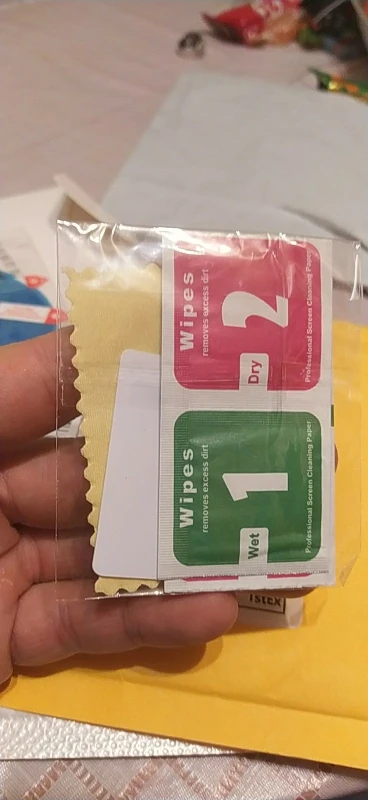 Wipes
removes excess dirt
2
Dry
Professional Screen Cleaning Paper
Wipes
removes excess dirt
1
Wet
Professional Screen Cleaning Paper